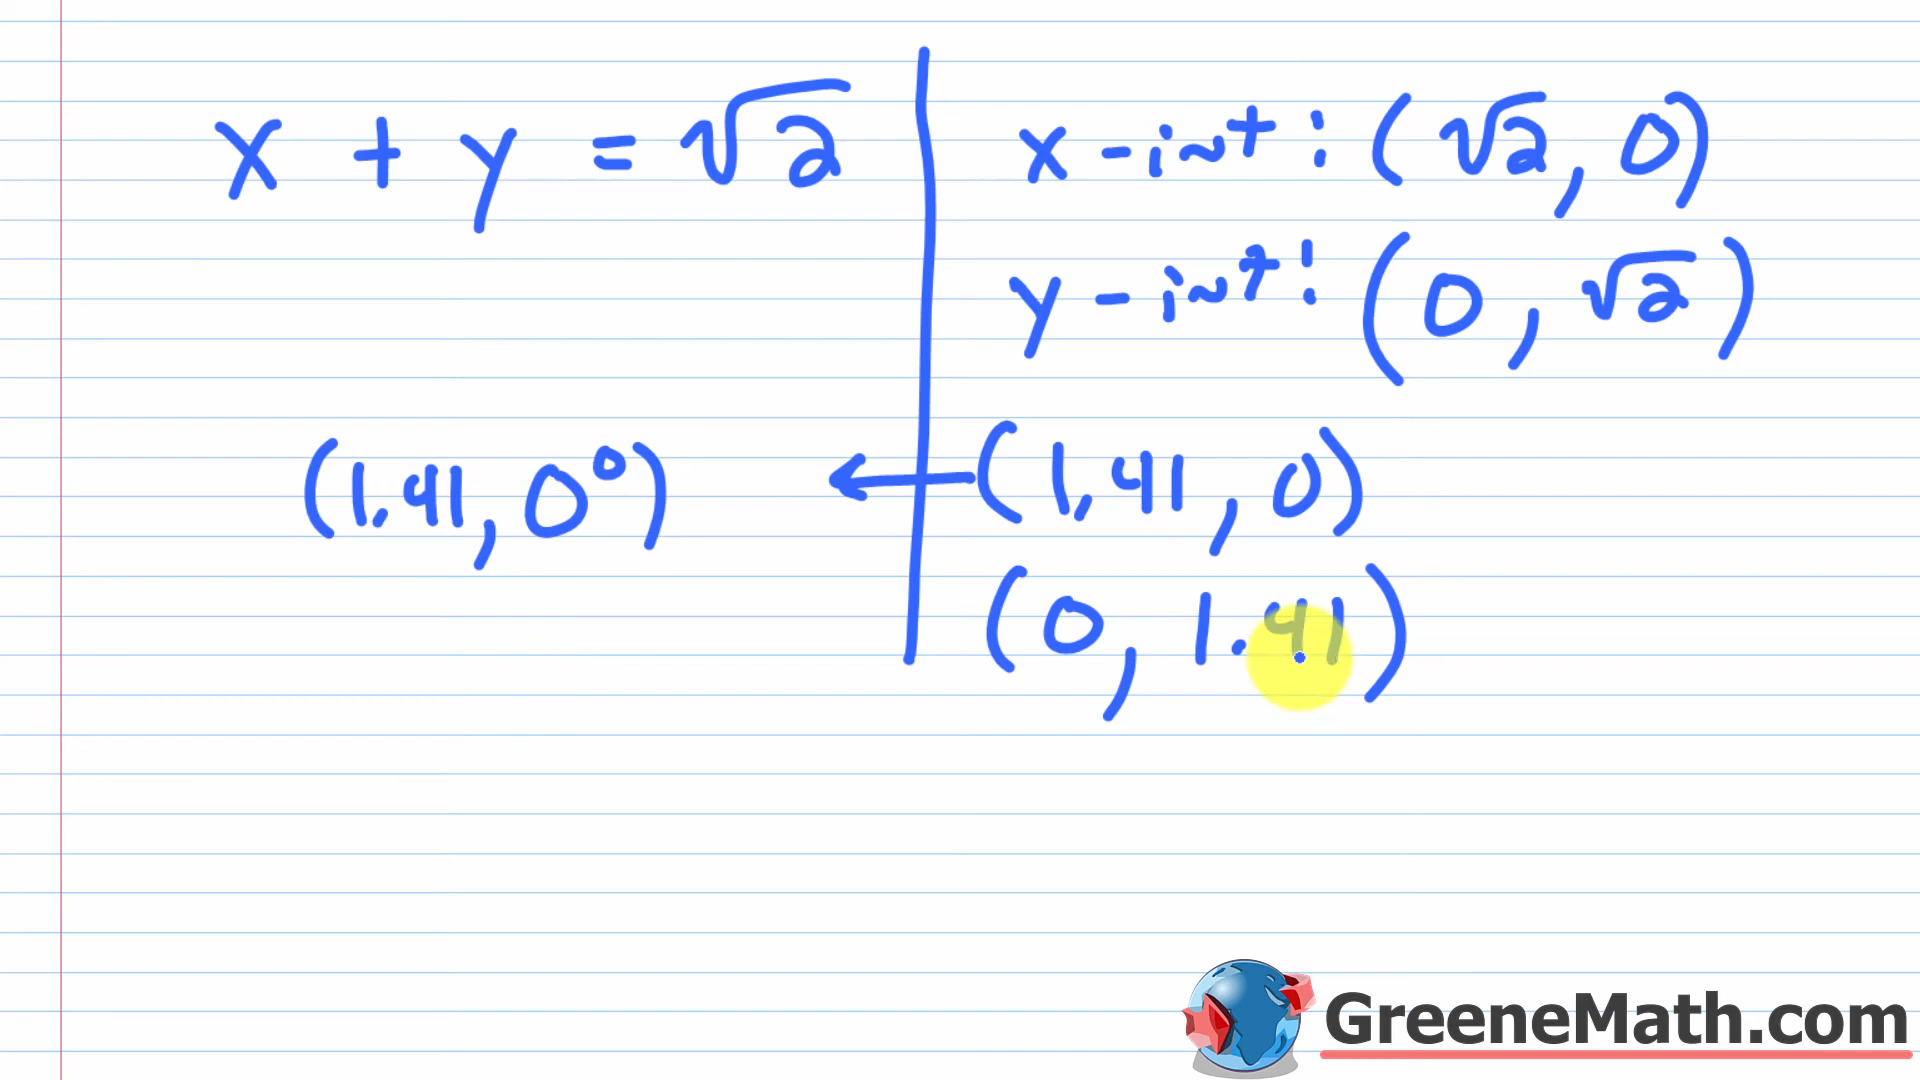 x + y = √2
x-int: (√2, 0)
y-int: (0, √2)
(1.41, 0°) ← (1.41, 0)
(0, 1.41)
GreeneMath.com